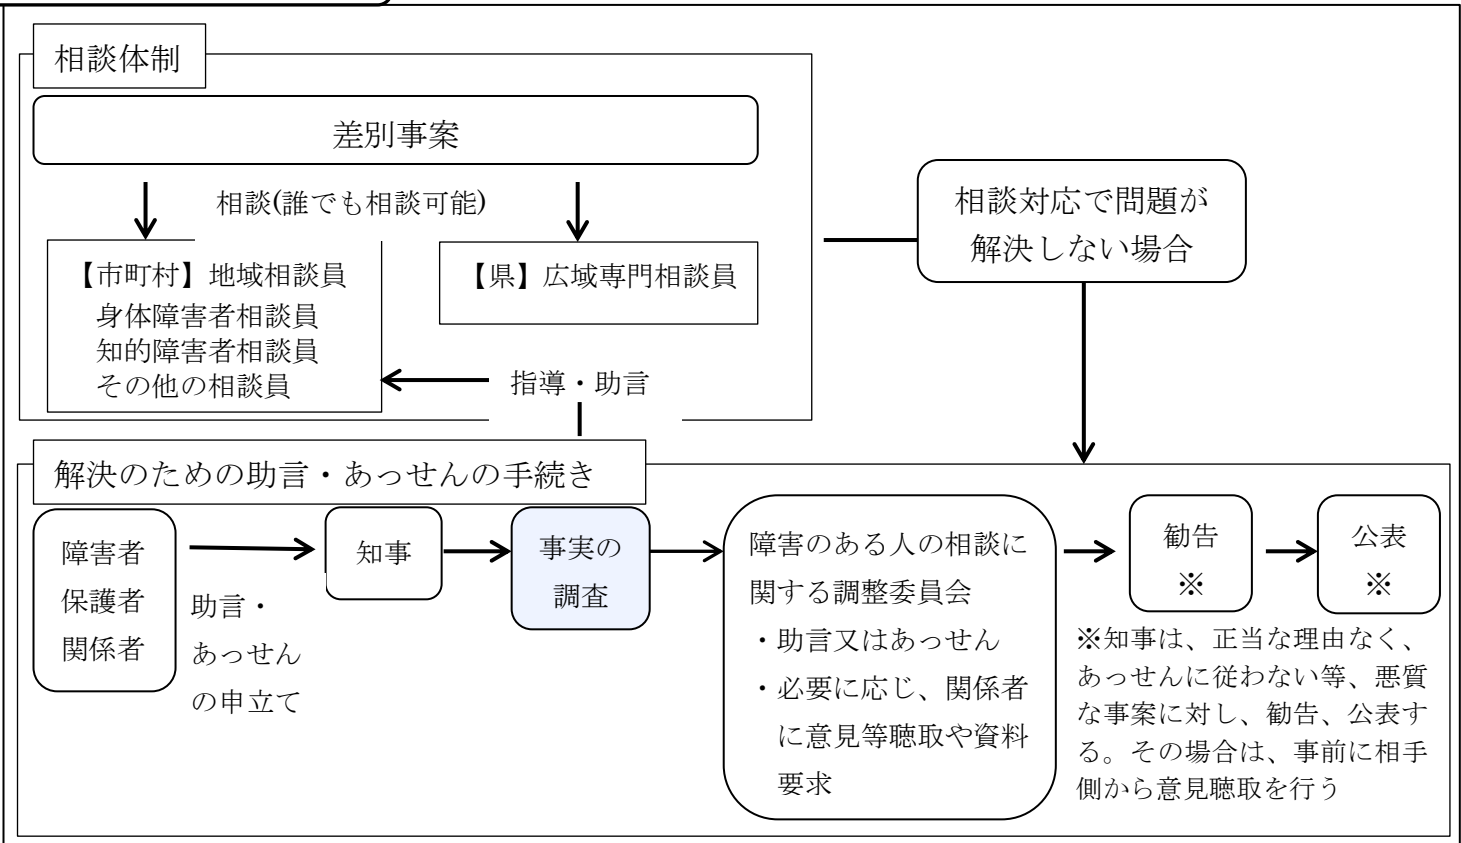 相談体制
差別事案
相談(誰でも相談可能)
【市町村】地域相談員
身体障害者相談員
知的障害者相談員
その他の相談員
【県】広域専門相談員
指導・助言
相談対応で問題が
解決しない場合
解決のための助言・あっせんの手続き
障害者
保護者
関係者
助言・
あっせん
の申立て
知事
事実の
調査
障害のある人の相談に
関する調整委員会
・助言又はあっせん
・必要に応じ、関係者
に意見等聴取や資料
要求
勧告
※
公表
※
※知事は、正当な理由なく、
あっせんに従わない等、悪質
な事案に対し、勧告、公表す
る。その場合は、事前に相手
側から意見聴取を行う